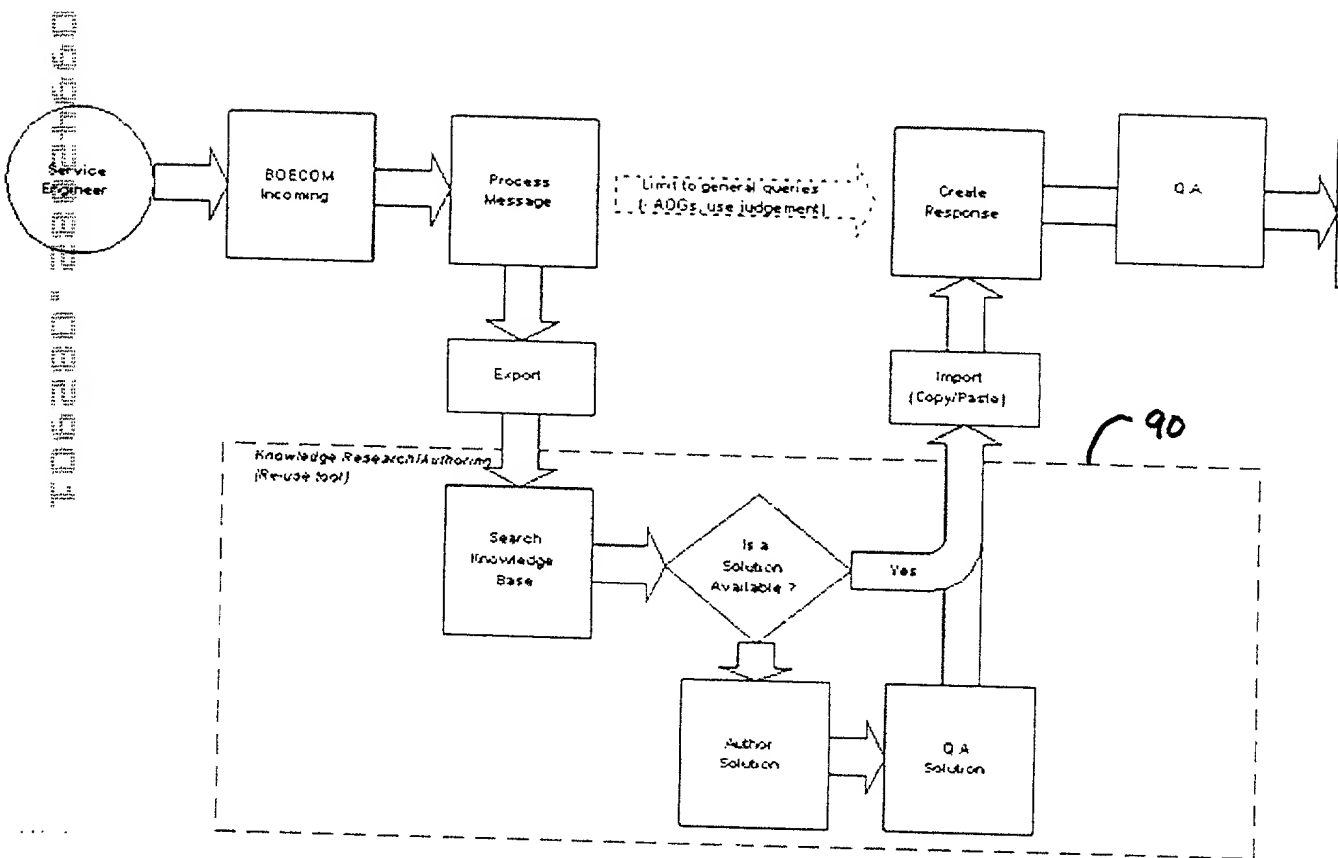 Service
Engineer
BOECOM
Incoming
Process
Message
Limit to general queries
(- AOGs, use judgement)
Create
Response
Q A
Export
Import
(Copy/Paste)
90
Knowledge Research/Authoring
(Re-use tool)
Search
Knowledge
Base
Is a
Solution
Available ?
Yes
Author
Solution
Q A
Solution